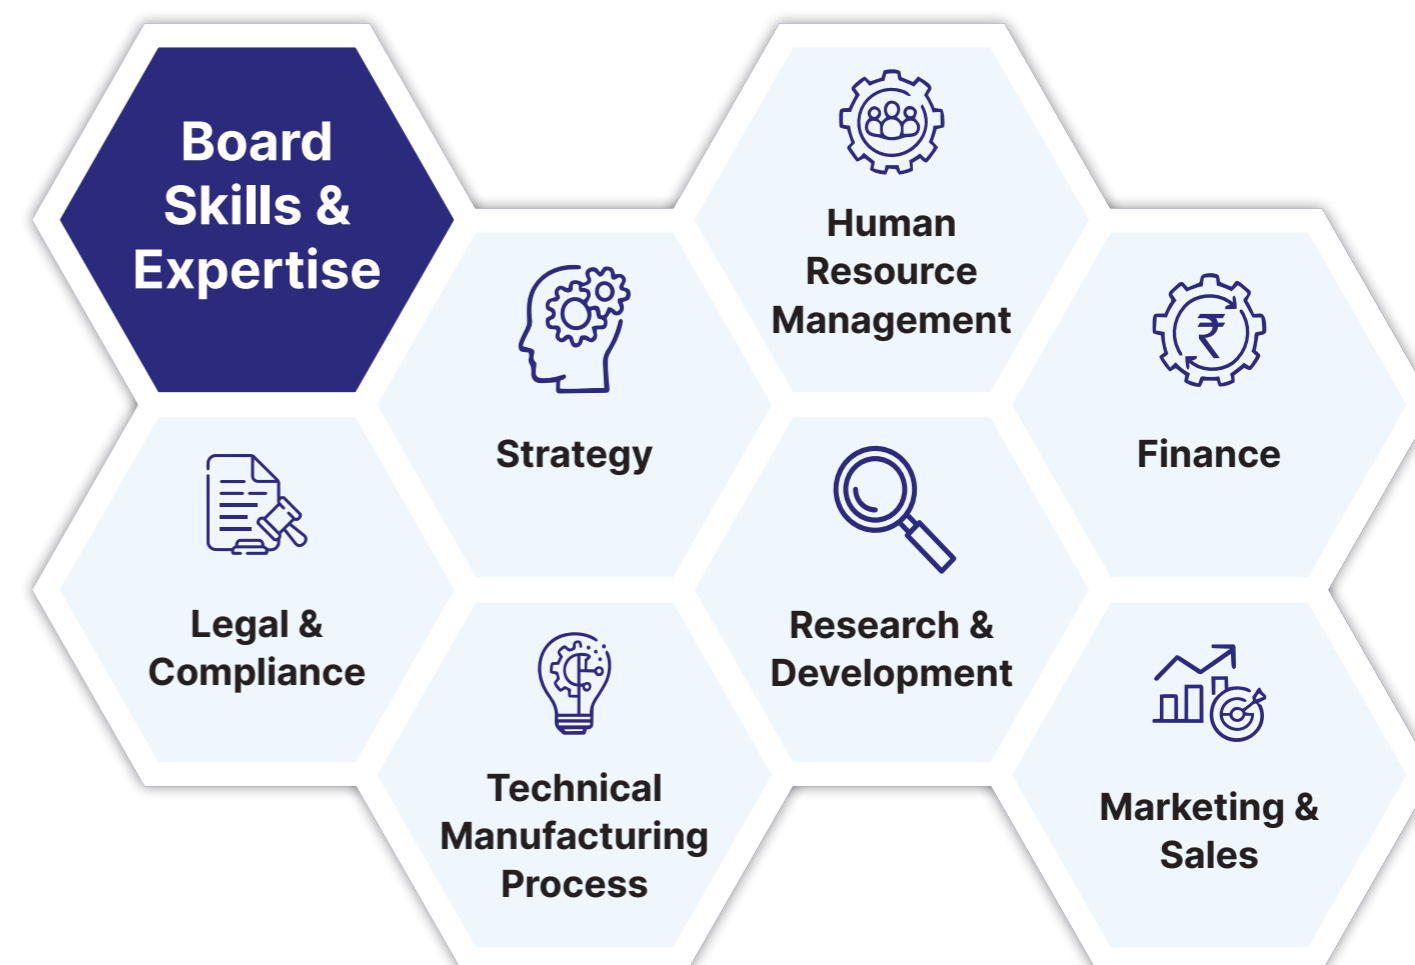 Board
Skills &
Expertise
Human
Resource
Management
Strategy
₹
Finance
Legal &
Compliance
Research &
Development
Technical
Manufacturing
Process
Marketing &
Sales